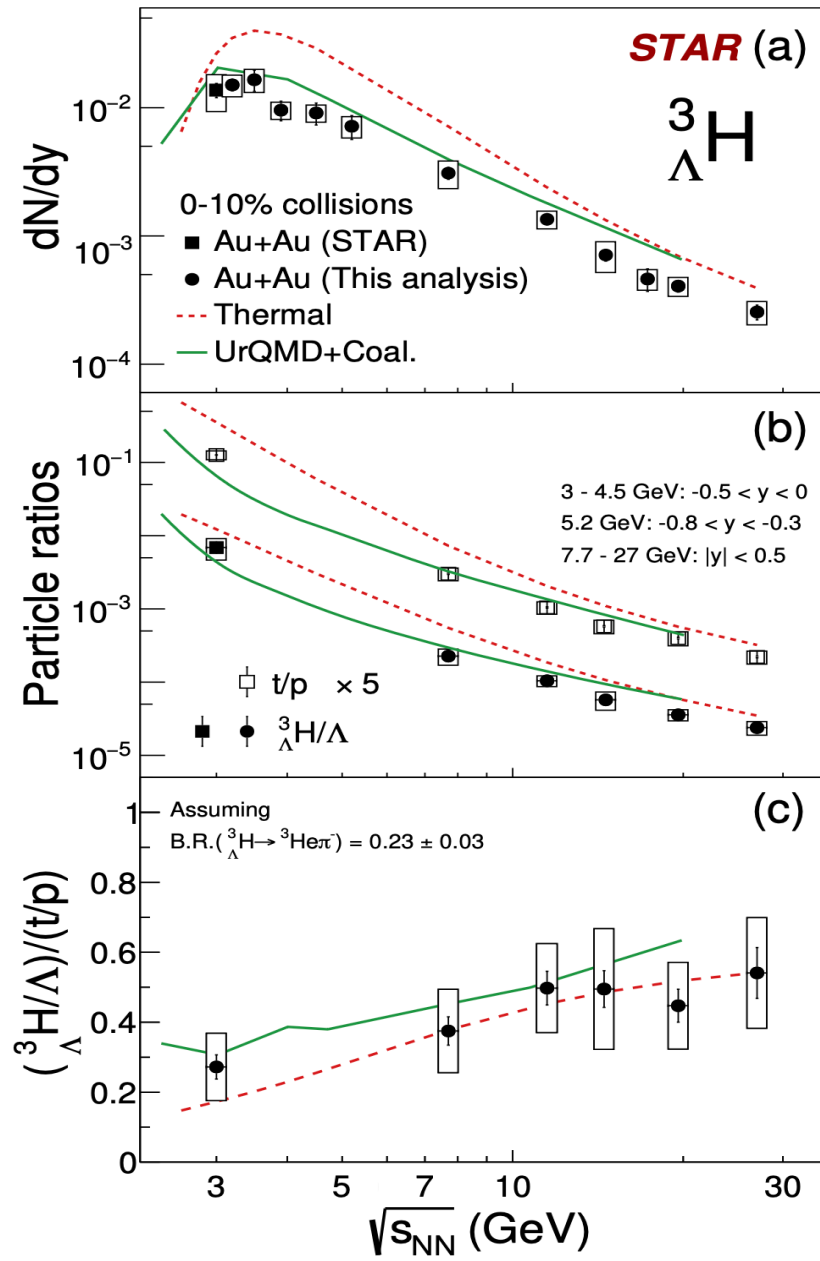 STAR (a)
³ΛH
10⁻²
10⁻³
10⁻⁴
dN/dy
0-10% collisions
Au+Au (STAR)
Au+Au (This analysis)
Thermal
UrQMD+Coal.
(b)
10⁻¹
10⁻³
10⁻⁵
Particle ratios
3 - 4.5 GeV: -0.5 < y < 0
5.2 GeV: -0.8 < y < -0.3
7.7 - 27 GeV: |y| < 0.5
t/p × 5
³ΛH/Λ
(c)
Assuming
B.R.(³ΛH→ ³Heπ⁻) = 0.23 ± 0.03
1
0.8
0.6
0.4
0.2
0
(³ΛH/Λ)/(t/p)
3 5 7 10 30
√sNN (GeV)